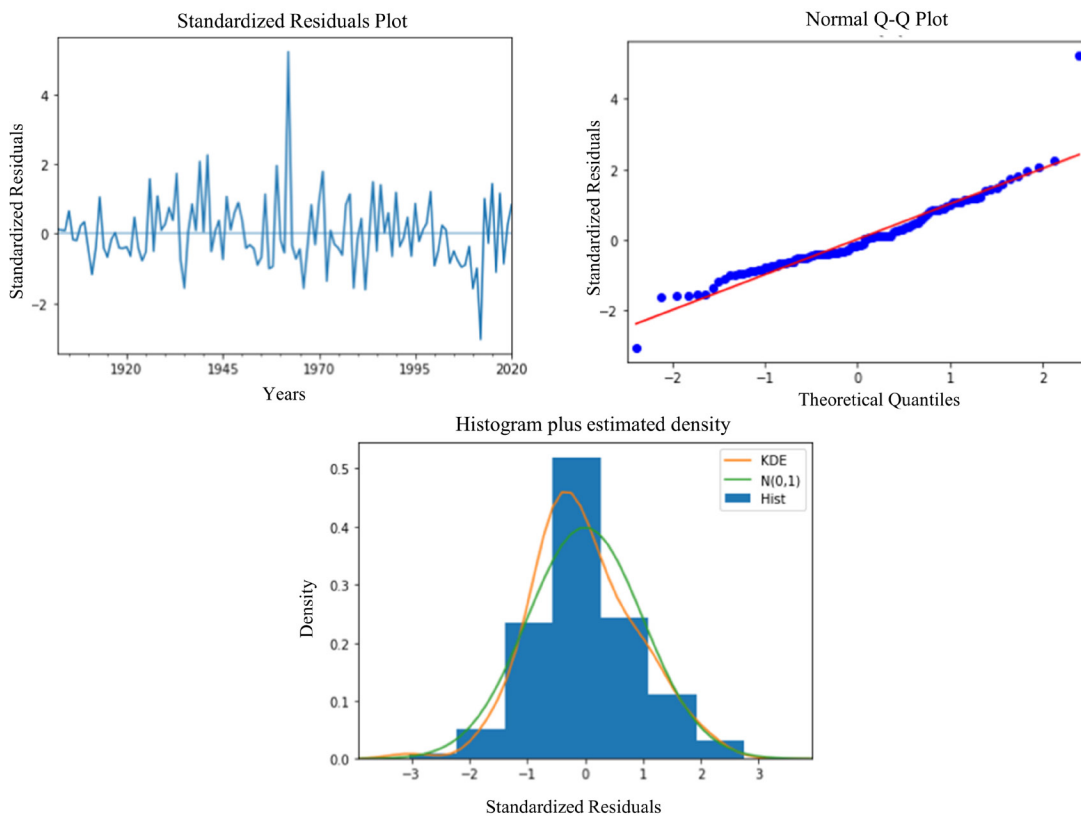 Standardized Residuals Plot
Standardized Residuals
4
2
0
−2
1920
1945
1970
1995
2020
Years
Normal Q-Q Plot
Standardized Residuals
4
2
0
−2
−2
−1
0
1
2
Theoretical Quantiles
Histogram plus estimated density
KDE
N(0,1)
Hist
Density
0.5
0.4
0.3
0.2
0.1
0.0
−3
−2
−1
0
1
2
3
Standardized Residuals